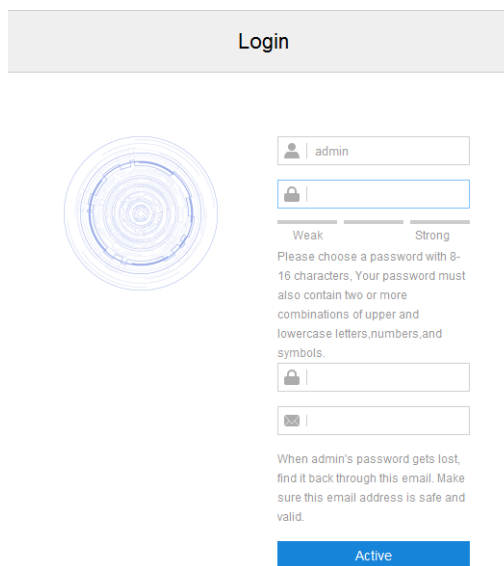 Login
admin
Weak Strong
Please choose a password with 8-
16 characters, Your password must
also contain two or more
combinations of upper and
lowercase letters,numbers,and
symbols.
When admin's password gets lost,
find it back through this email. Make
sure this email address is safe and
valid.
Active